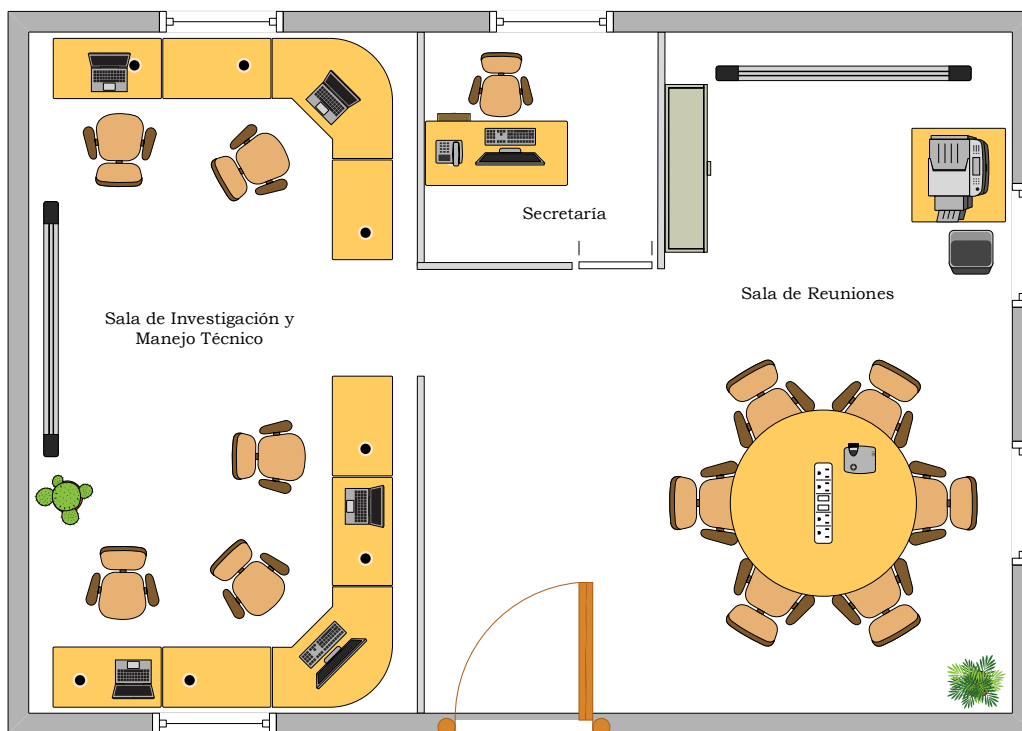 Secretaría
Sala de Reuniones
Sala de Investigación y
Manejo Técnico